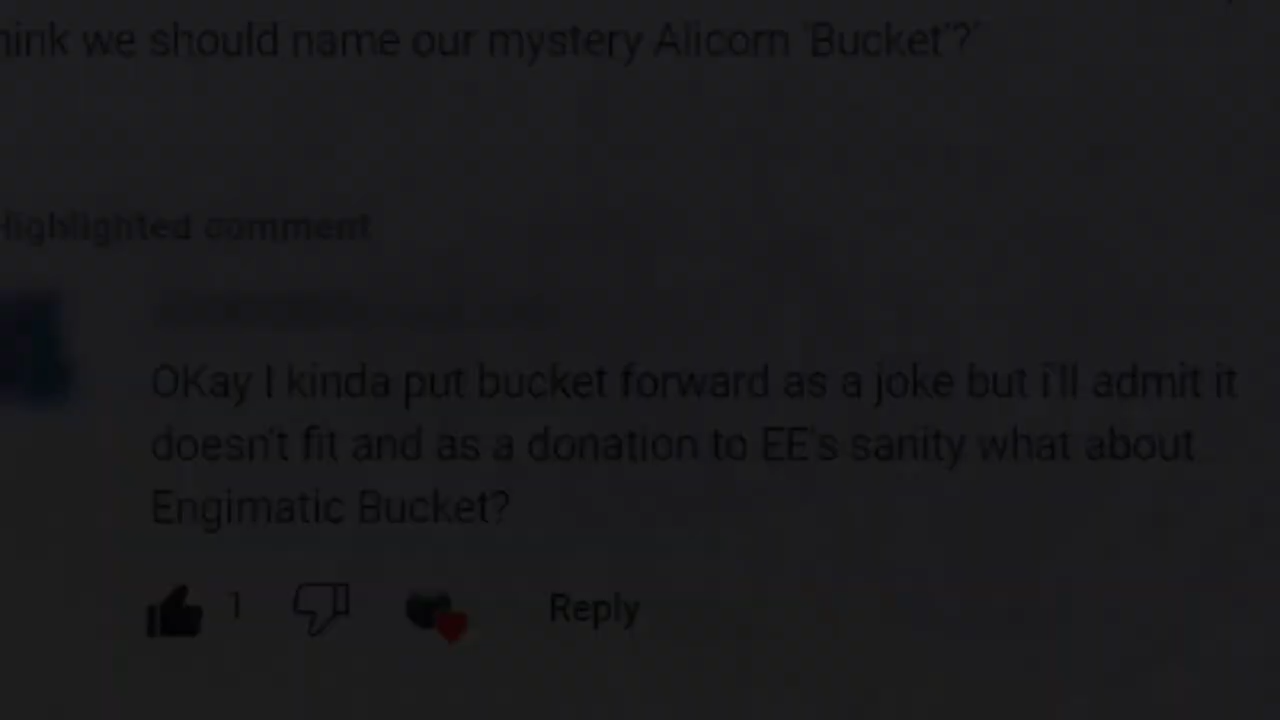 hink we should name our mystery Alicorn 'Bucket'?"
Highlighted comment
OKay I kinda put bucket forward as a joke but i'll admit it
doesn't fit and as a donation to EE's sanity what about
Engimatic Bucket?
1 Reply